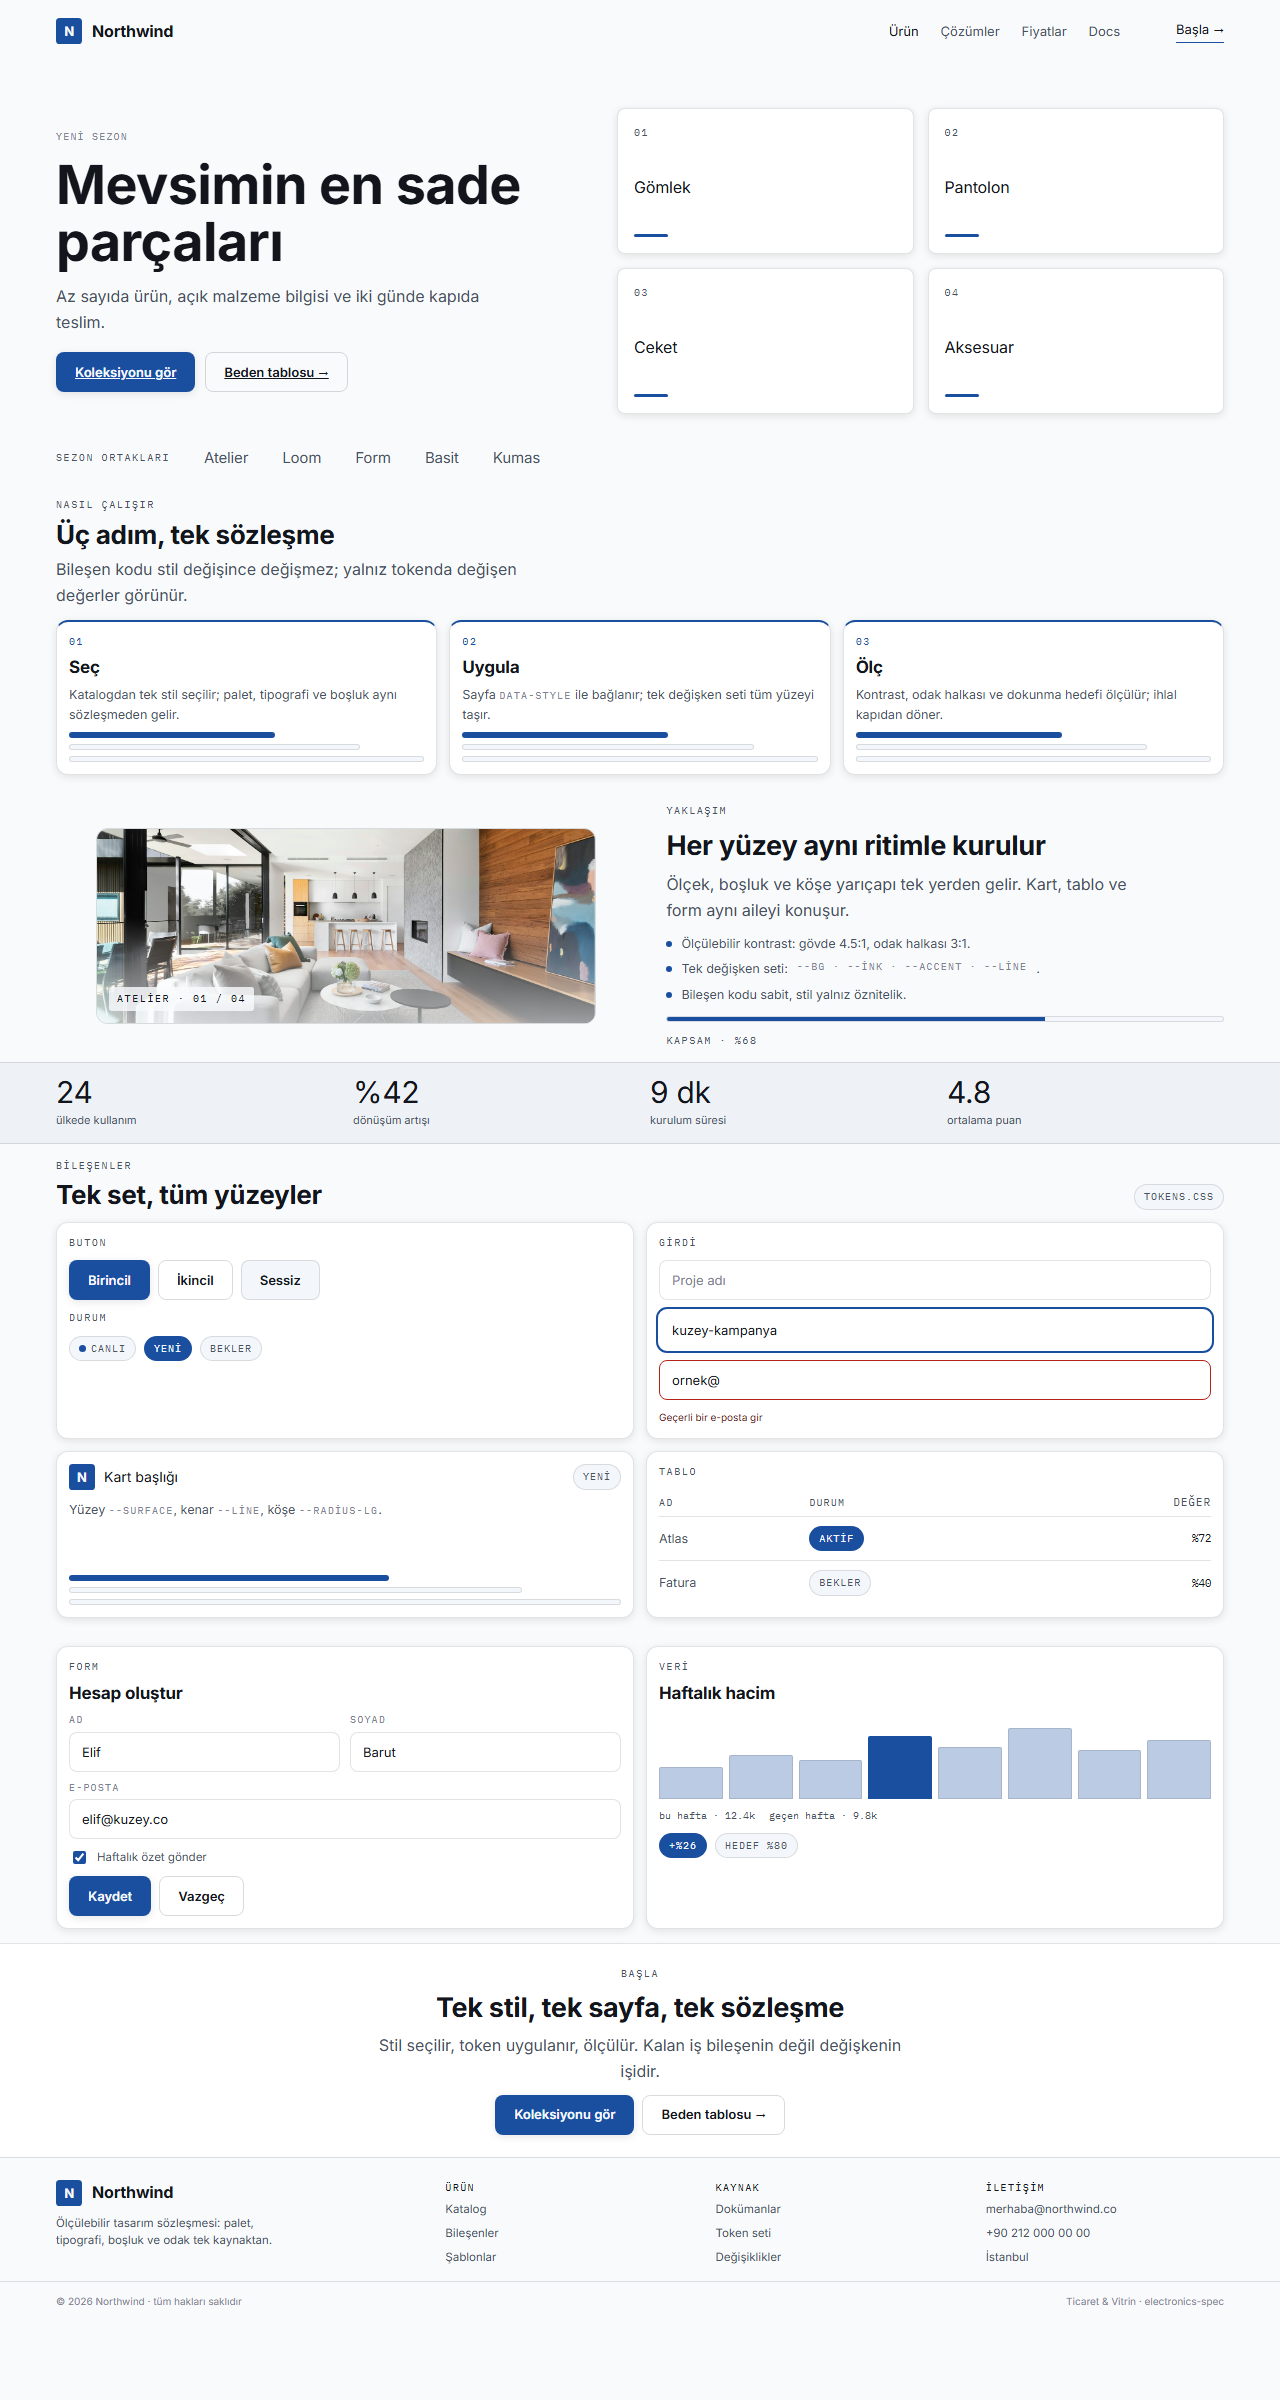 N Northwind
Ürün Çözümler Fiyatlar Docs Başla →
YENİ SEZON
Mevsimin en sade
parçaları
Az sayıda ürün, açık malzeme bilgisi ve iki günde kapıda
teslim.
Koleksiyonu gör Beden tablosu →
01
Gömlek
02
Pantolon
03
Ceket
04
Aksesuar
SEZON ORTAKLARI Atelier Loom Form Basit Kumas
NASIL ÇALIŞIR
Üç adım, tek sözleşme
Bileşen kodu stil değişince değişmez; yalnız tokenda değişen
değerler görünür.
01
Seç
Katalogdan tek stil seçilir; palet, tipografi ve boşluk aynı
sözleşmeden gelir.
02
Uygula
Sayfa DATA-STYLE ile bağlanır; tek değişken seti tüm yüzeyi
taşır.
03
Ölç
Kontrast, odak halkası ve dokunma hedefi ölçülür; ihlal
kapıdan döner.
ATELİER · 01 / 04
YAKLAŞIM
Her yüzey aynı ritimle kurulur
Ölçek, boşluk ve köşe yarıçapı tek yerden gelir. Kart, tablo ve
form aynı aileyi konuşur.
Ölçülebilir kontrast: gövde 4.5:1, odak halkası 3:1.
Tek değişken seti: --BG · --İNK · --ACCENT · --LİNE .
Bileşen kodu sabit, stil yalnız öznitelik.
KAPSAM · %68
24
ülkede kullanım
%42
dönüşüm artışı
9 dk
kurulum süresi
4.8
ortalama puan
BİLEŞENLER
Tek set, tüm yüzeyler
TOKENS.CSS
BUTON
Birincil İkincil Sessiz
DURUM
CANLI YENİ BEKLER
GİRDİ
Proje adı
kuzey-kampanya
ornek@
Geçerli bir e-posta gir
N Kart başlığı YENİ
Yüzey --SURFACE, kenar --LİNE, köşe --RADİUS-LG.
TABLO
AD DURUM DEĞER
Atlas AKTİF %72
Fatura BEKLER %40
FORM
Hesap oluştur
AD SOYAD
Elif Barut
E-POSTA
elif@kuzey.co
Haftalık özet gönder
Kaydet Vazgeç
VERİ
Haftalık hacim
bu hafta · 12.4k geçen hafta · 9.8k
+%26 HEDEF %80
BAŞLA
Tek stil, tek sayfa, tek sözleşme
Stil seçilir, token uygulanır, ölçülür. Kalan iş bileşenin değil değişkenin
işidir.
Koleksiyonu gör Beden tablosu →
N Northwind
Ölçülebilir tasarım sözleşmesi: palet,
tipografi, boşluk ve odak tek kaynaktan.
ÜRÜN
Katalog
Bileşenler
Şablonlar
KAYNAK
Dokümanlar
Token seti
Değişiklikler
İLETİŞİM
merhaba@northwind.co
+90 212 000 00 00
İstanbul
© 2026 Northwind · tüm hakları saklıdır
Ticaret & Vitrin · electronics-spec